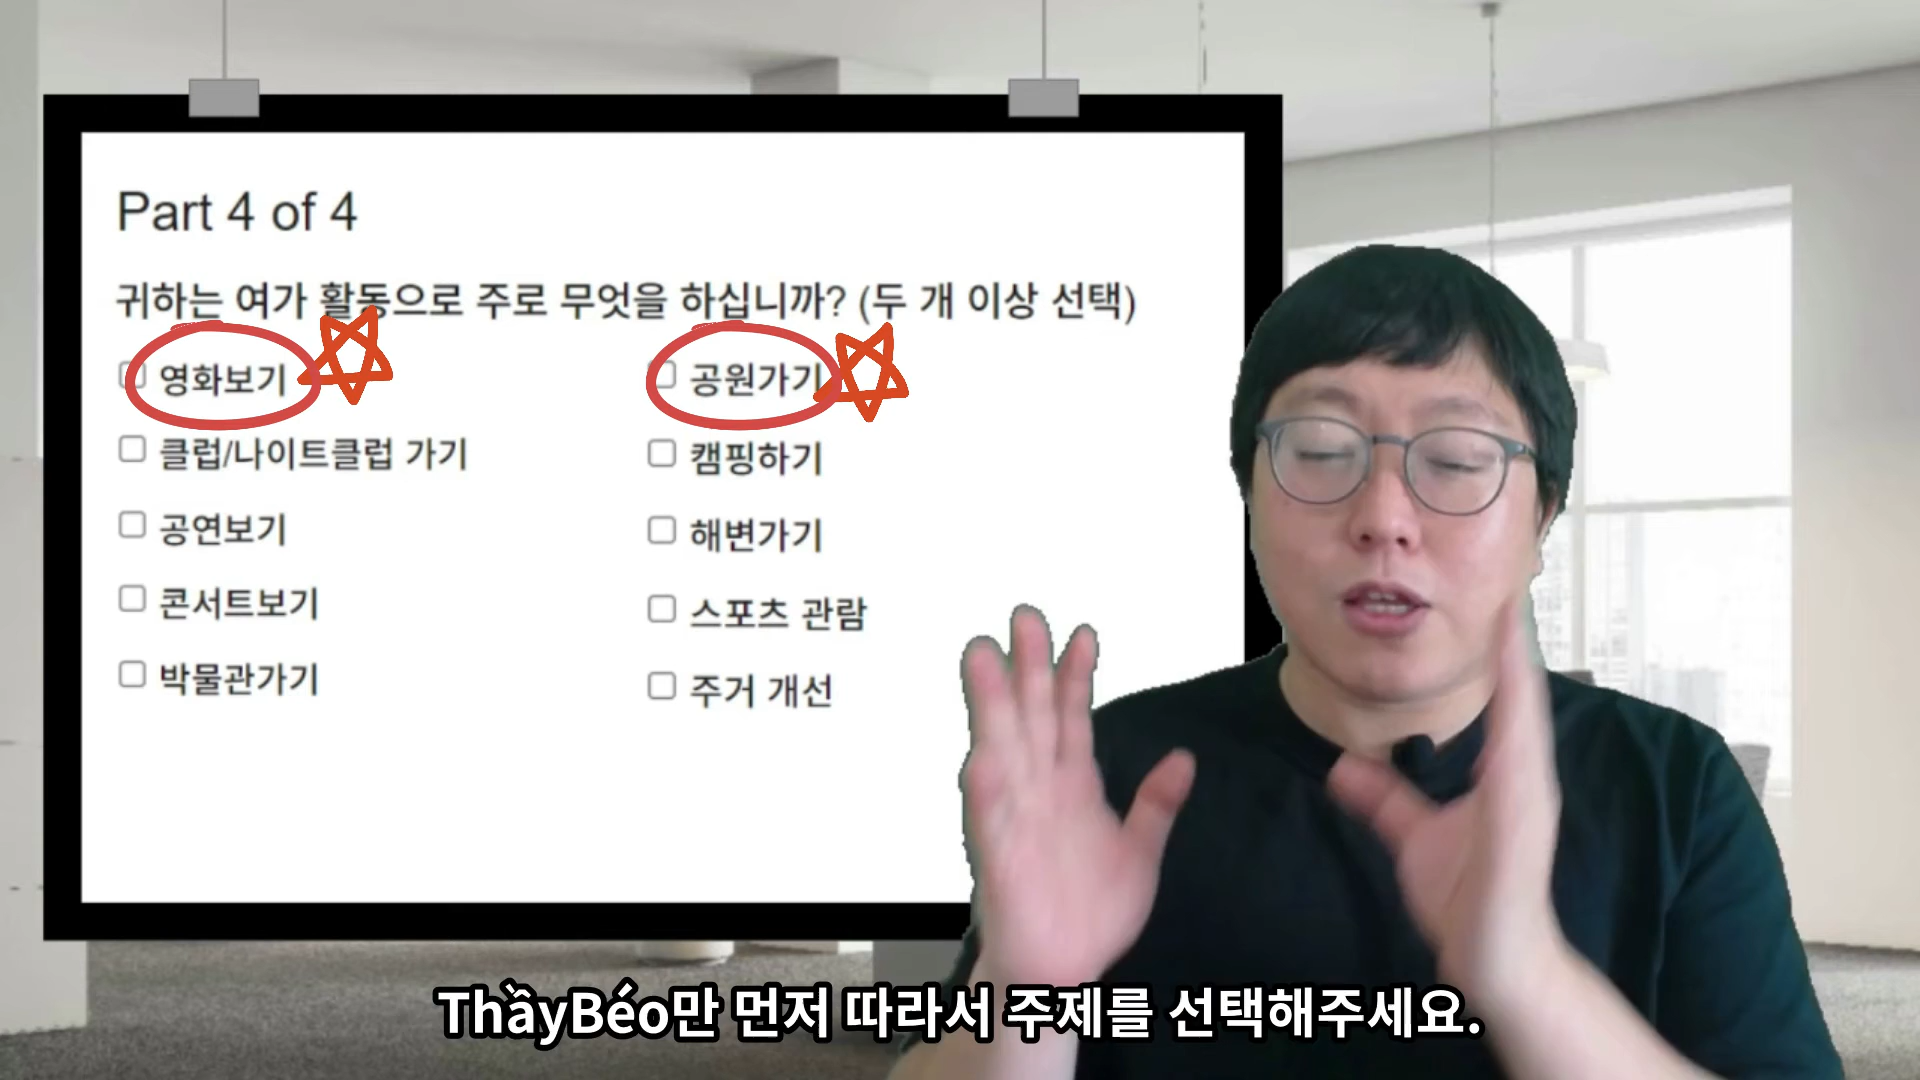 Part 4 of 4
귀하는 여가 활동으로 주로 무엇을 하십니까? (두 개 이상 선택)
영화보기
클럽/나이트클럽 가기
공연보기
콘서트보기
박물관가기
공원가기
캠핑하기
해변가기
스포츠 관람
주거 개선
ThầyBéo만 먼저 따라서 주제를 선택해주세요.